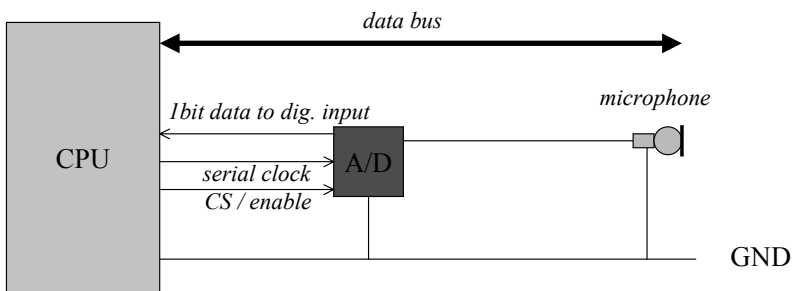 data bus
1bit data to dig. input
microphone
CPU
A/D
serial clock
CS / enable
GND